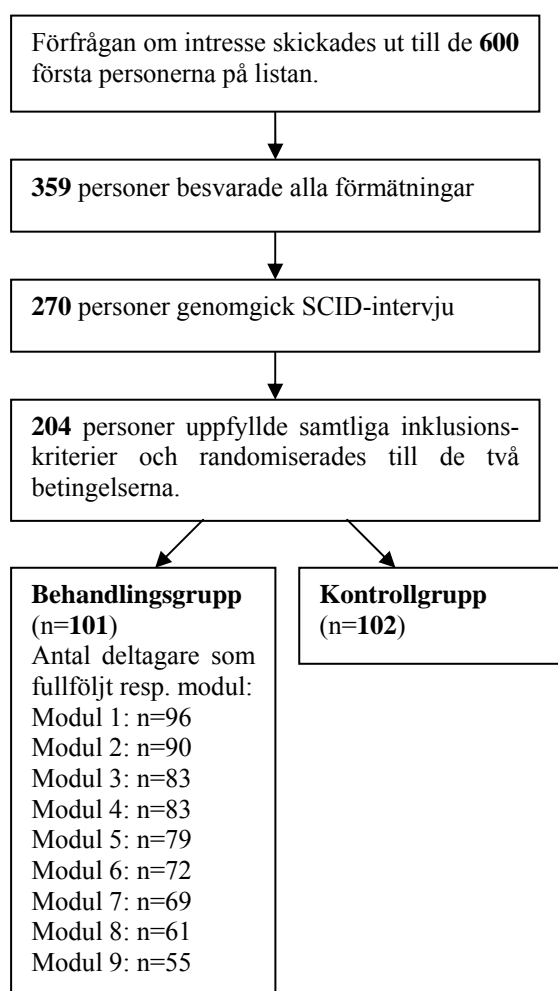 Förfrågan om intresse skickades ut till de 600
första personerna på listan.
359 personer besvarade alla förmätningar
270 personer genomgick SCID-intervju
204 personer uppfyllde samtliga inklusions-
kriterier och randomiserades till de två
betingelserna.
Behandlingsgrupp
(n=101)
Antal deltagare som
fullföljt resp. modul:
Modul 1: n=96
Modul 2: n=90
Modul 3: n=83
Modul 4: n=83
Modul 5: n=79
Modul 6: n=72
Modul 7: n=69
Modul 8: n=61
Modul 9: n=55
Kontrollgrupp
(n=102)